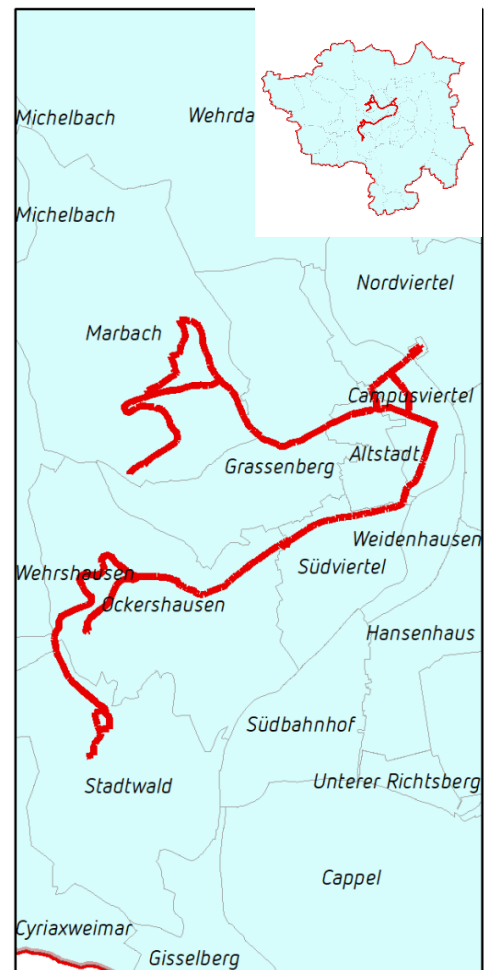 Michelbach
Wehrda
Michelbach
Nordviertel
Marbach
Campusviertel
Altstadt
Grassenberg
Weidenhausen
Südviertel
Wehrshausen
Ockershausen
Hansenhaus
Südbahnhof
Stadtwald
Unterer Richtsberg
Cappel
Cyriaxweimar
Gisselberg